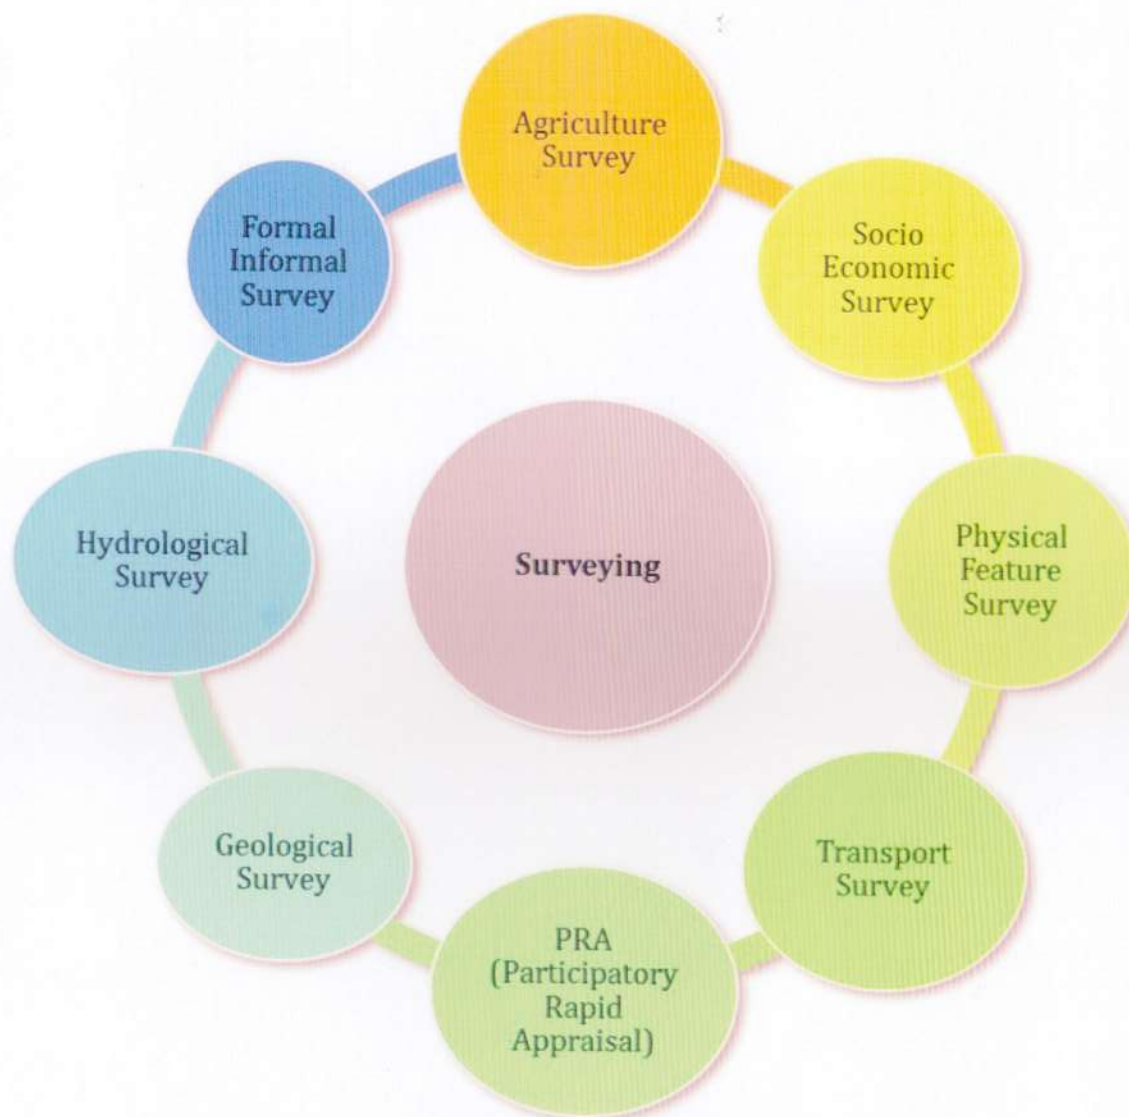 Agriculture
Survey
Socio
Economic
Survey
Physical
Feature
Survey
Transport
Survey
PRA
(Participatory
Rapid
Appraisal)
Geological
Survey
Hydrological
Survey
Formal
Informal
Survey
Surveying